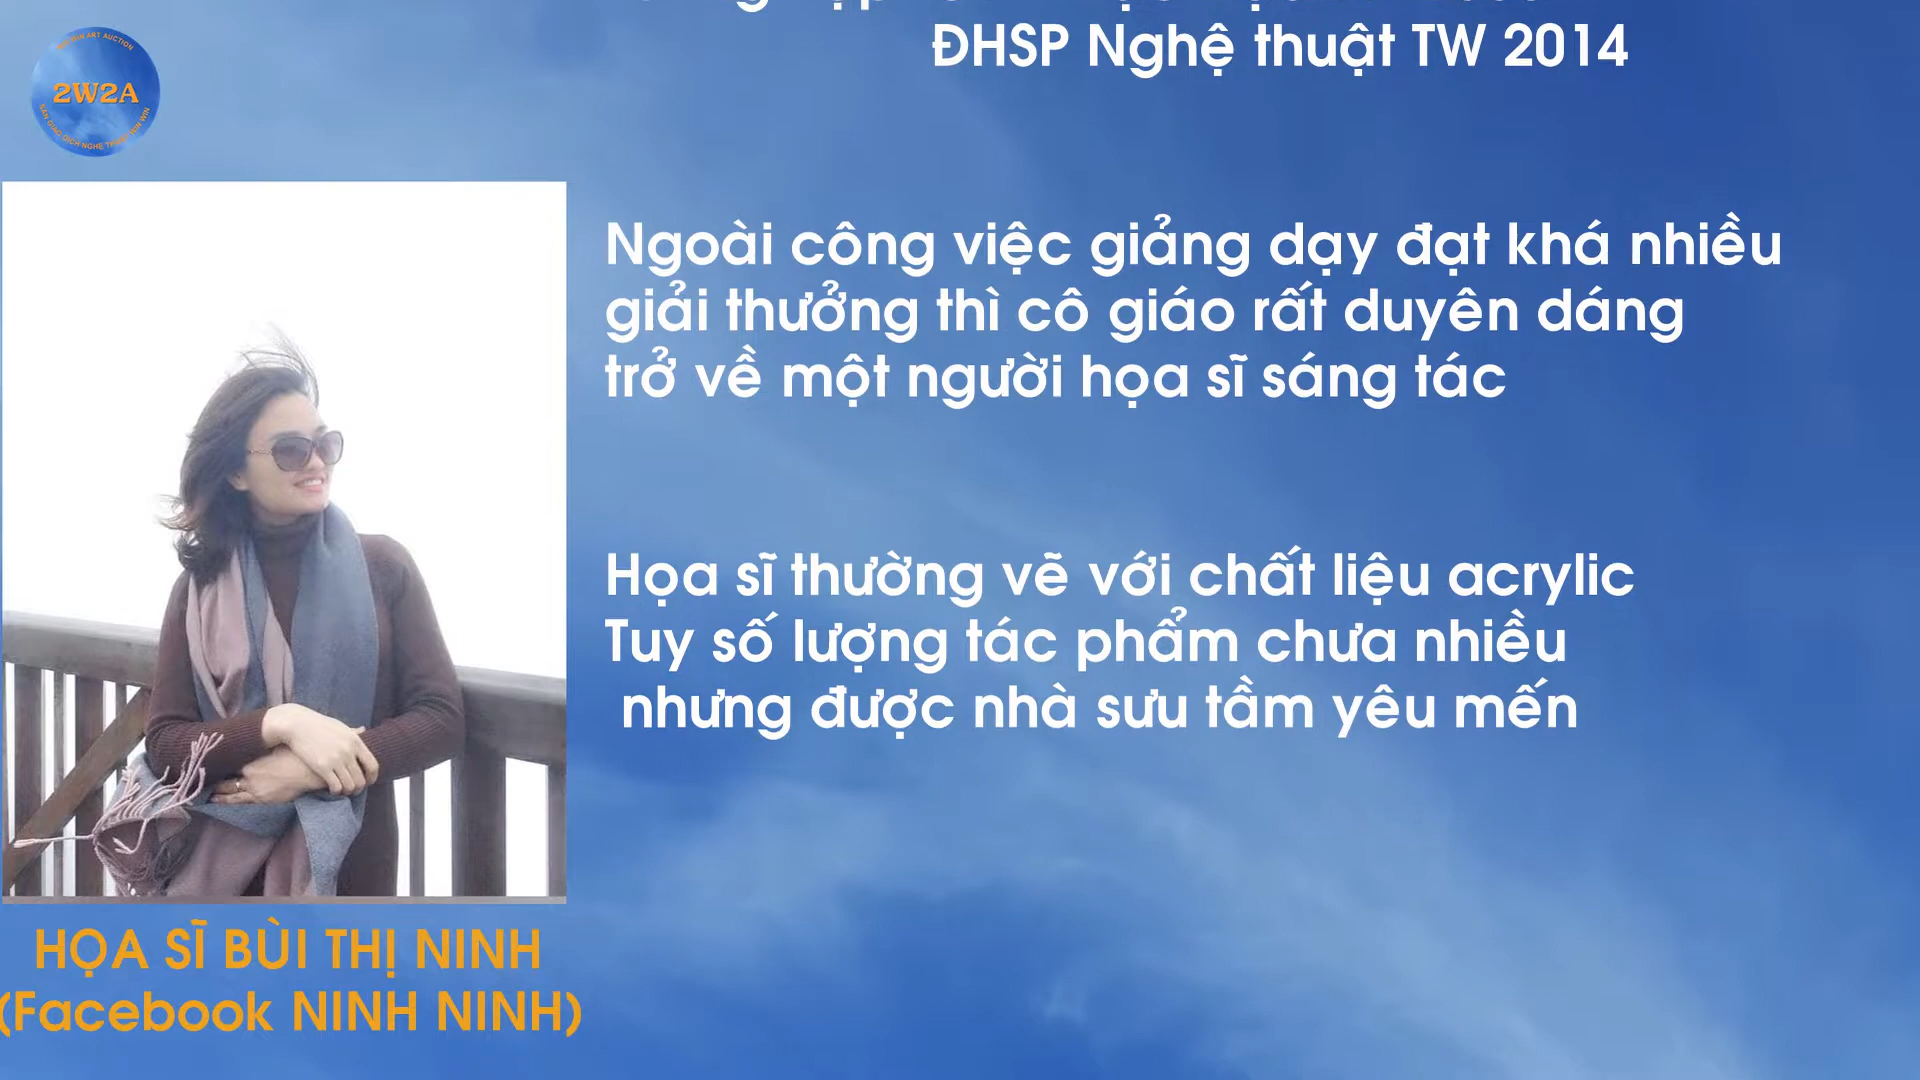 ĐHSP Nghệ thuật TW 2014
2W2A
Ngoài công việc giảng dạy đạt khá nhiều
giải thưởng thì cô giáo rất duyên dáng
trở về một người họa sĩ sáng tác
Họa sĩ thường vẽ với chất liệu acrylic
Tuy số lượng tác phẩm chưa nhiều
nhưng được nhà sưu tầm yêu mến
HỌA SĨ BÙI THỊ NINH
(Facebook NINH NINH)